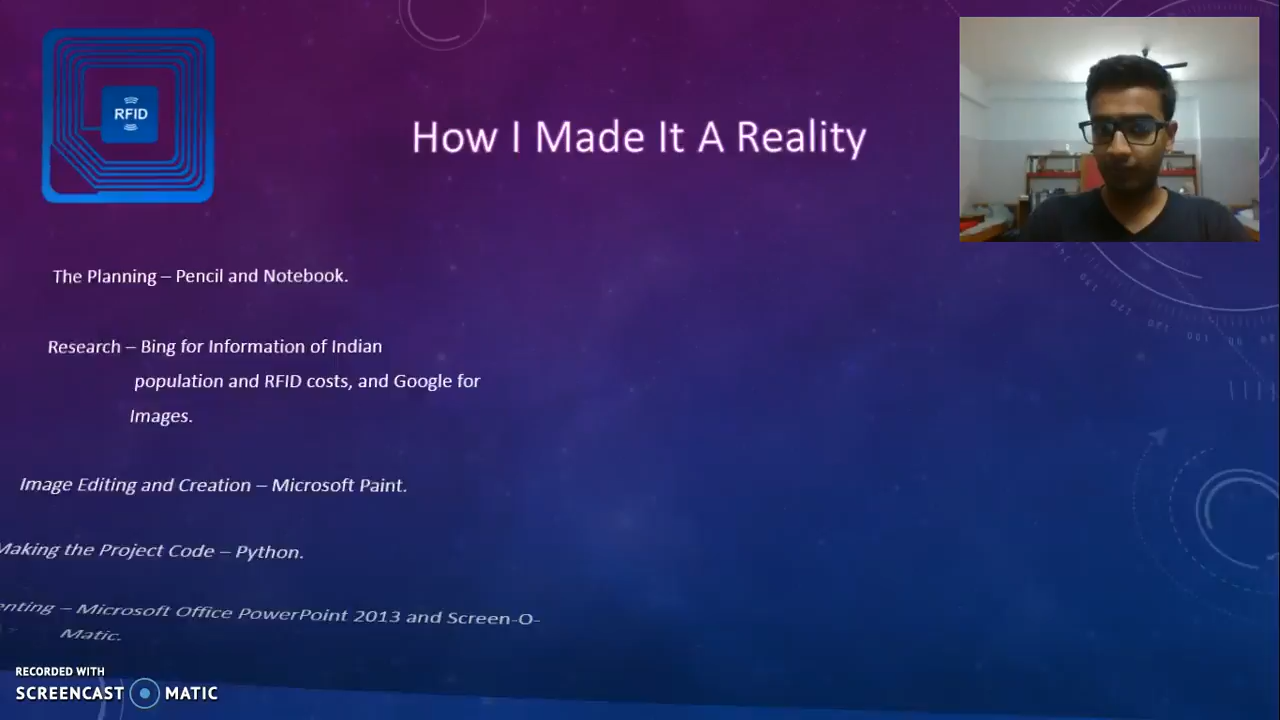 RFID
How I Made It A Reality
The Planning – Pencil and Notebook.
Research – Bing for Information of Indian
population and RFID costs, and Google for
Images.
Image Editing and Creation – Microsoft Paint.
Making the Project Code – Python.
enting – Microsoft Office PowerPoint 2013 and Screen-O-
Matic.
RECORDED WITH
SCREENCAST MATIC